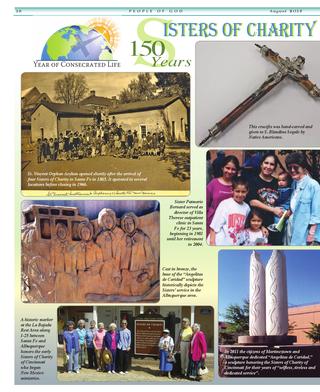 28
PEOPLE OF GOD
August 2015
SISTERS OF CHARITY
150
Years
YEAR OF CONSECRATED LIFE
This crucifix was hand-carved and
given to S. Blandina Segale by
Native Americans.
St. Vincent Orphan Asylum opened shortly after the arrival of
four Sisters of Charity in Santa Fe in 1865. It operated in several
locations before closing in 1966.
Sister Patricia
Bernard served as
director of Villa
Therese outpatient
clinic in Santa
Fe for 23 years,
beginning in 1981
until her retirement
in 2004.
Cast in bronze, the
base of the "Angelitas
de Caridad" sculpture
historically depicts the
Sisters' service in the
Albuquerque area.
A historic marker
at the La Bajada
Rest Area along
I-25 between
Santa Fe and
Albuquerque
honors the early
Sisters of Charity
of Cincinnati
who began
New Mexico
ministries.
In 2011 the citizens of Martineztown and
Albuquerque dedicated "Angelitas de Caridad," a
sculpture honoring the Sisters of Charity of
Cincinnati for their years of "selfless, tireless and
dedicated service".